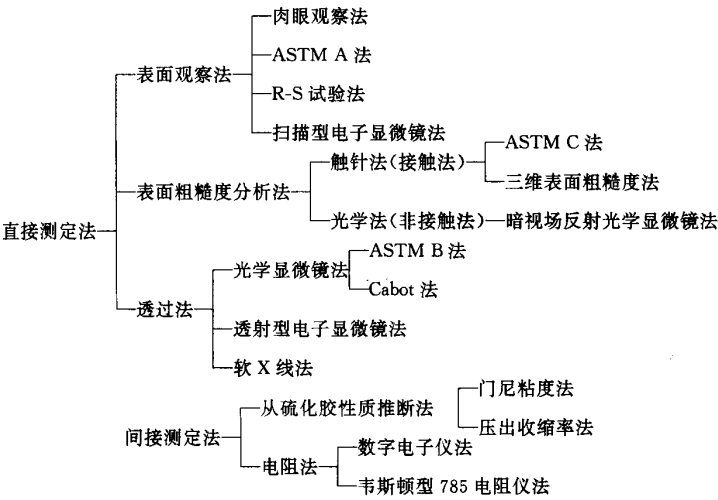 肉眼观察法
ASTM A 法
表面观察法
R-S 试验法
扫描型电子显微镜法
ASTM C 法
触针法(接触法)
三维表面粗糙度法
表面粗糙度分析法
光学法(非接触法)
暗视场反射光学显微镜法
直接测定法
ASTM B 法
光学显微镜法
Cabot 法
透过法
透射型电子显微镜法
软 X 线法
门尼粘度法
从硫化胶性质推断法
压出收缩率法
间接测定法
数字电子仪法
电阻法
韦斯顿型 785 电阻仪法